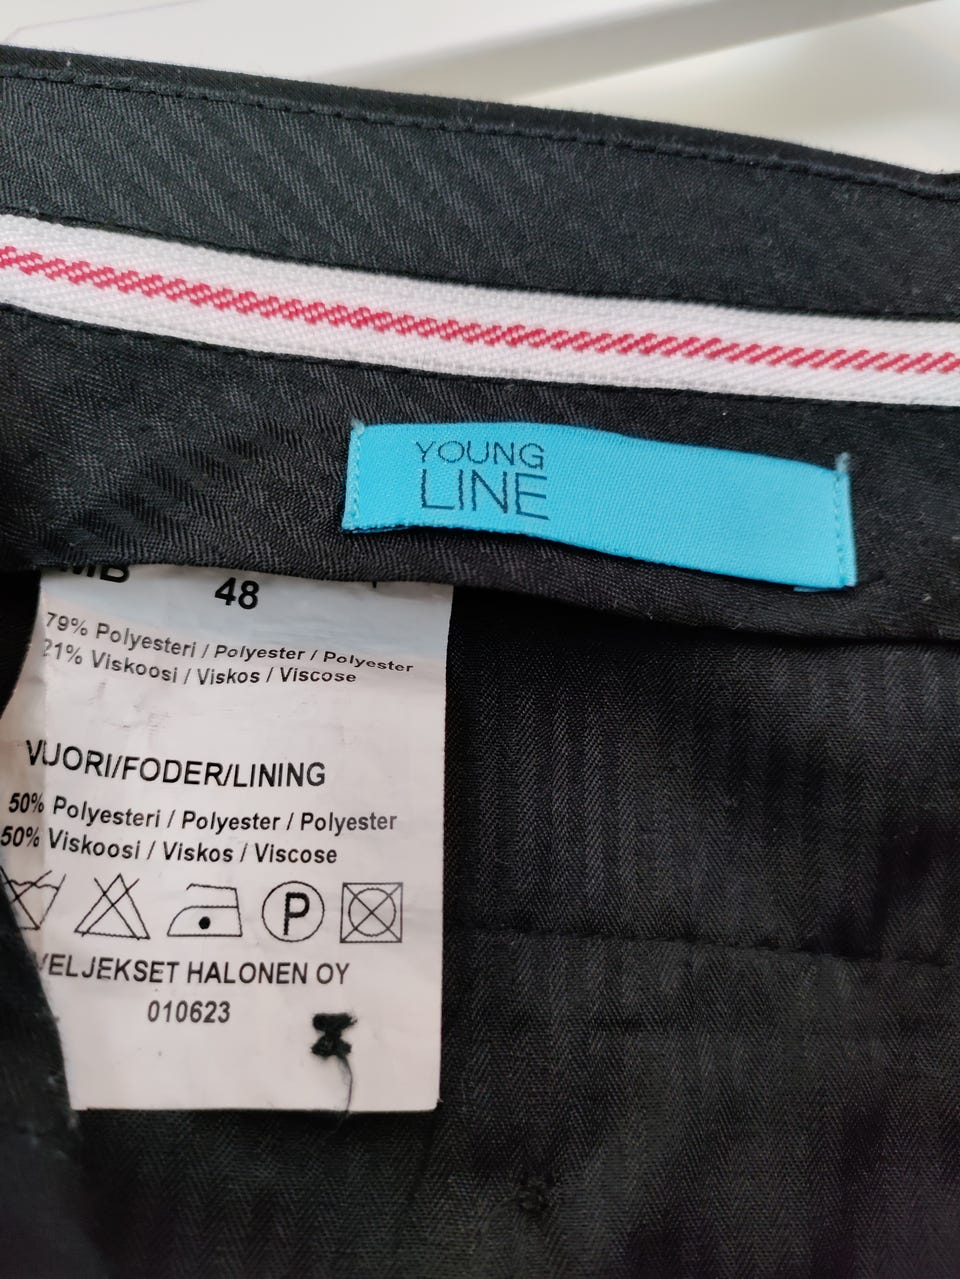 YOUNG
LINE
48
79% Polyesteri / Polyester / Polyester
21% Viskoosi / Viskos / Viscose
VUORI/FODER/LINING
50% Polyesteri / Polyester / Polyester
50% Viskoosi / Viskos / Viscose
P
VELJEKSET HALONEN OY
010623